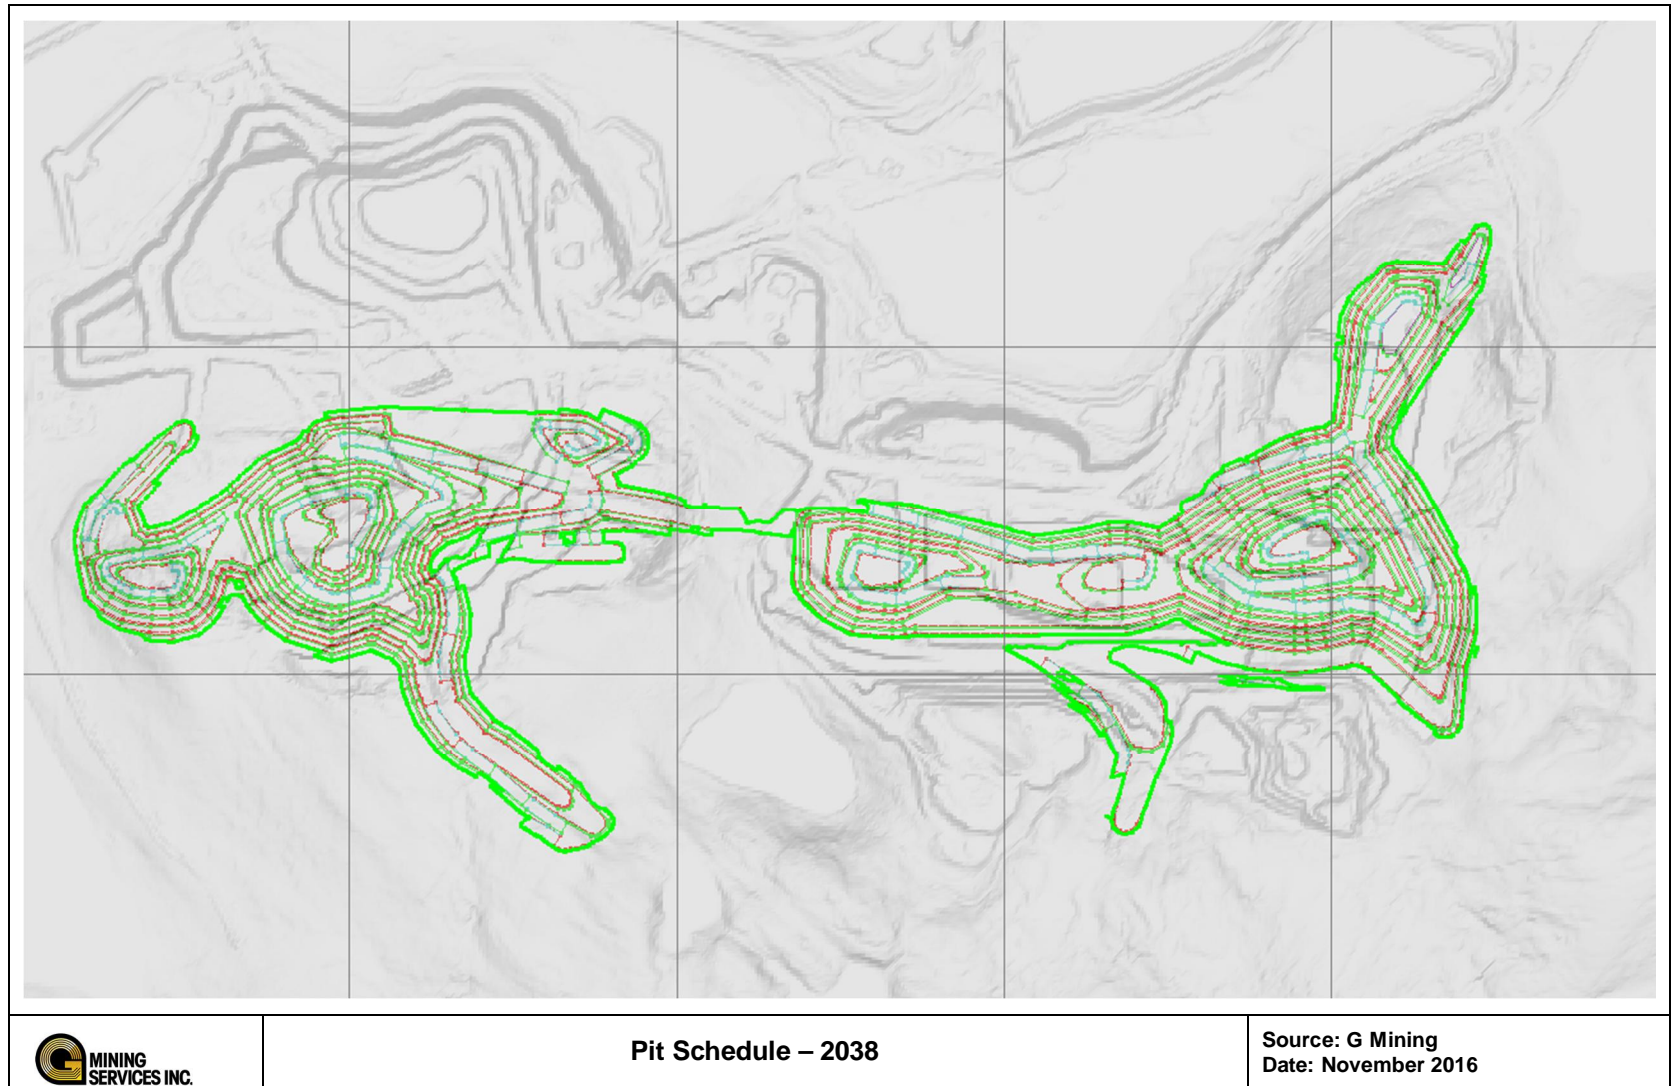 MINING
SERVICES INC.
Pit Schedule – 2038
Source: G Mining
Date: November 2016